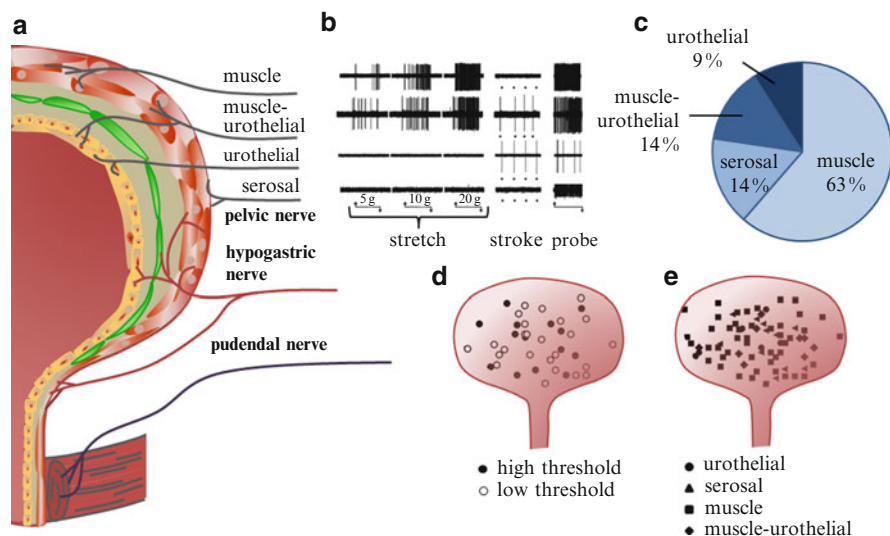 a
muscle
muscle-
urothelial
urothelial
serosal
pelvic nerve
hypogastric
nerve
pudendal nerve
b
5 g
10 g
20 g
stretch
stroke
probe
c
urothelial
9%
muscle-
urothelial
14%
serosal
14%
muscle
63%
d
high threshold
low threshold
e
urothelial
serosal
muscle
muscle-urothelial